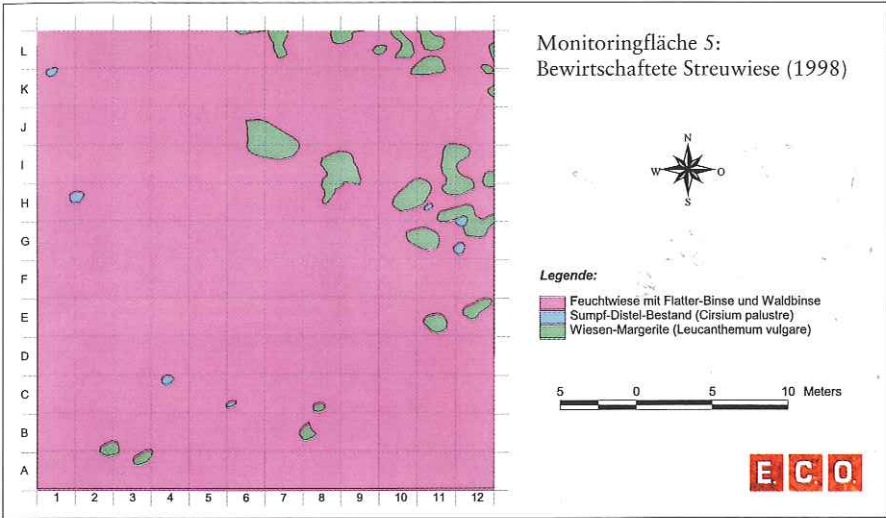 Monitoringfläche 5:
Bewirtschaftete Streuwiese (1998)
N
W
O
S
L
K
J
I
H
G
F
E
D
C
B
A
1 2 3 4 5 6 7 8 9 10 11 12
Legende:
Feuchtwiese mit Flatter-Binse und Waldbinse
Sumpf-Distel-Bestand (Cirsium palustre)
Wiesen-Margerite (Leucanthemum vulgare)
5 0 5 10 Meters
E. C. O.